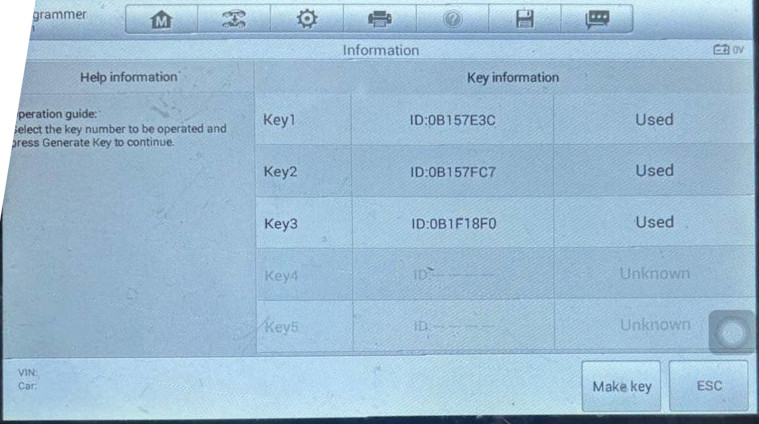 grammer
M
Information
0V
Help information
Key information
peration guide:
elect the key number to be operated and
press Generate Key to continue.
Key1 ID:0B157E3C Used
Key2 ID:0B157FC7 Used
Key3 ID:0B1F18F0 Used
Key4 ID:----- Unknown
Key5 ID:----- Unknown
VIN:
Car:
Make key
ESC